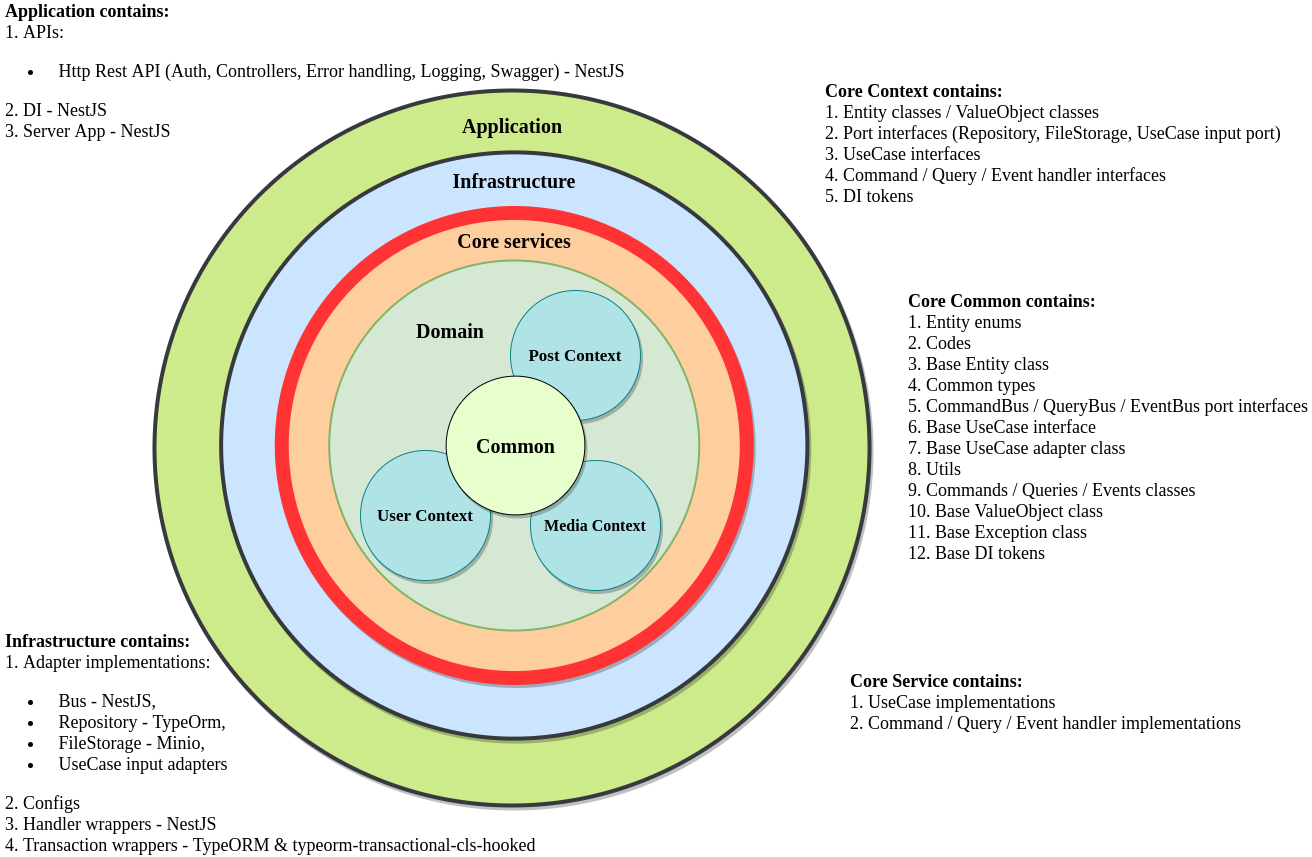 Application contains:
1. APIs:
• Http Rest API (Auth, Controllers, Error handling, Logging, Swagger) - NestJS
2. DI - NestJS
3. Server App - NestJS
Core Context contains:
1. Entity classes / ValueObject classes
2. Port interfaces (Repository, FileStorage, UseCase input port)
3. UseCase interfaces
4. Command / Query / Event handler interfaces
5. DI tokens
Application
Infrastructure
Core services
Domain
Post Context
Common
User Context
Media Context
Core Common contains:
1. Entity enums
2. Codes
3. Base Entity class
4. Common types
5. CommandBus / QueryBus / EventBus port interfaces
6. Base UseCase interface
7. Base UseCase adapter class
8. Utils
9. Commands / Queries / Events classes
10. Base ValueObject class
11. Base Exception class
12. Base DI tokens
Infrastructure contains:
1. Adapter implementations:
• Bus - NestJS,
• Repository - TypeOrm,
• FileStorage - Minio,
• UseCase input adapters
2. Configs
3. Handler wrappers - NestJS
4. Transaction wrappers - TypeORM & typeorm-transactional-cls-hooked
Core Service contains:
1. UseCase implementations
2. Command / Query / Event handler implementations